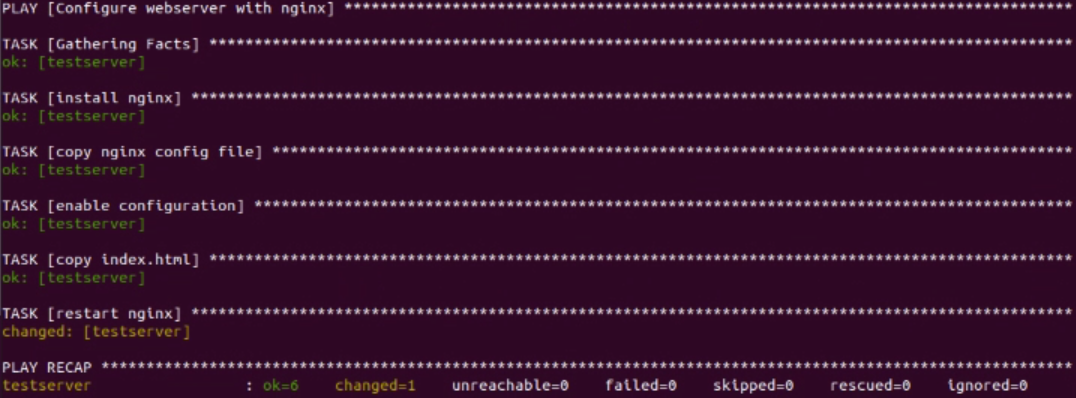 PLAY [Configure webserver with nginx] *********************************************************************************
TASK [Gathering Facts] ************************************************************************************************
ok: [testserver]
TASK [install nginx] **************************************************************************************************
ok: [testserver]
TASK [copy nginx config file] *****************************************************************************************
ok: [testserver]
TASK [enable configuration] *******************************************************************************************
ok: [testserver]
TASK [copy index.html] ************************************************************************************************
ok: [testserver]
TASK [restart nginx] **************************************************************************************************
changed: [testserver]
PLAY RECAP ************************************************************************************************************
testserver                 : ok=6    changed=1    unreachable=0    failed=0    skipped=0    rescued=0    ignored=0